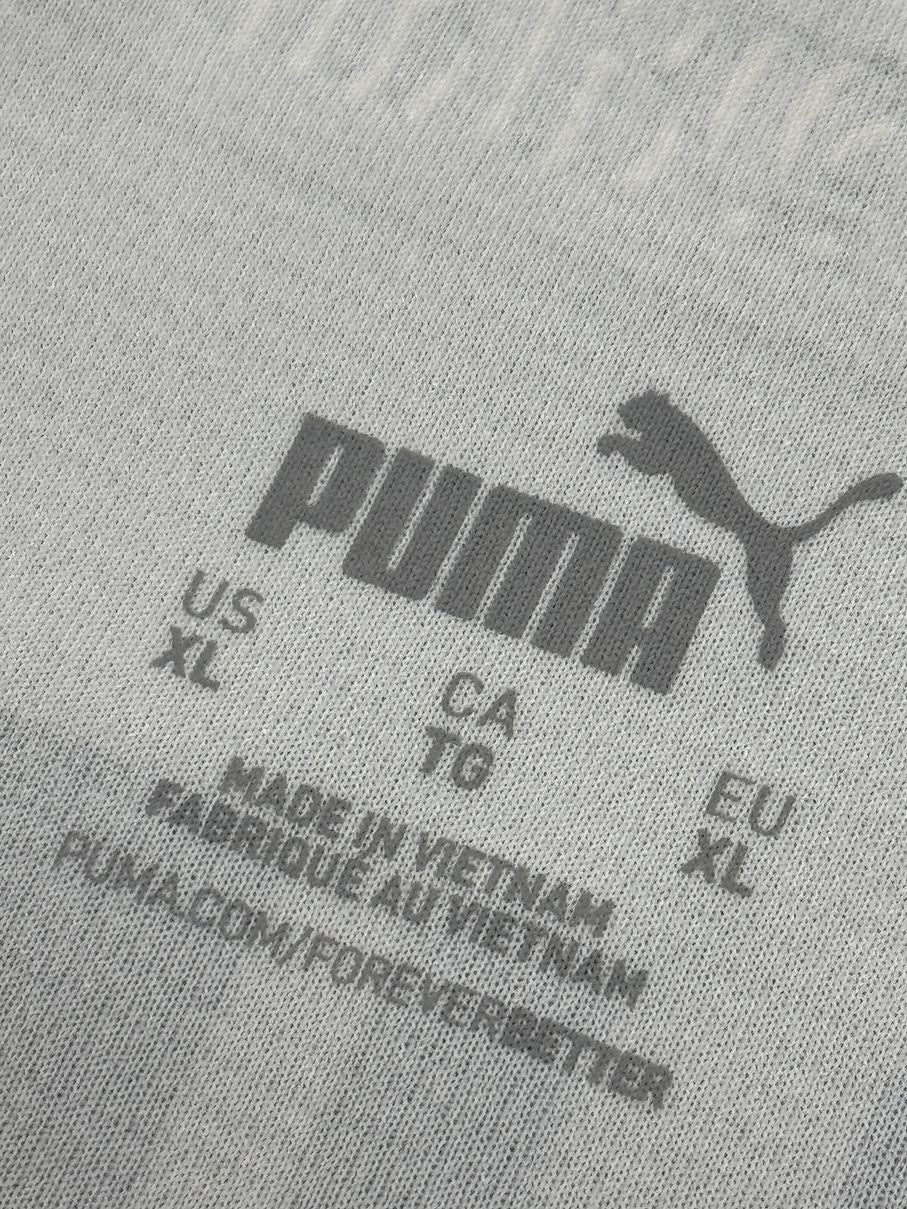 PUMA
US CA EU
XL TG XL
MADE IN VIETNAM
FABRIQUÉ AU VIETNAM
PUMA.COM/FOREVERBETTER